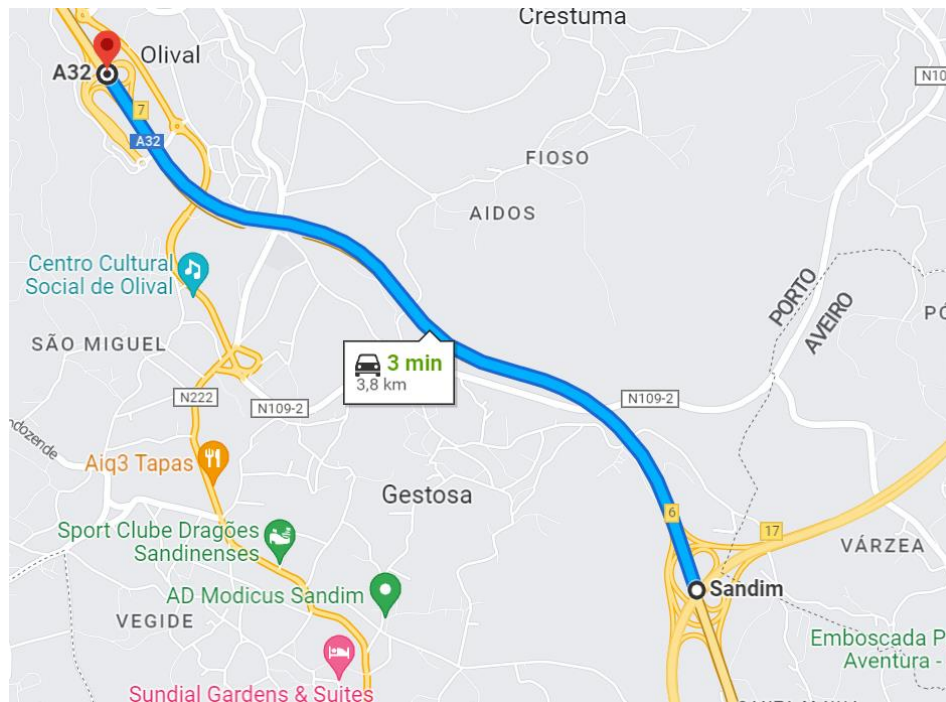 Crestuma
Olival
A32
7
A32
N10
FIOSO
AIDOS
Centro Cultural
Social de Olival
PORTO
AVEIRO
PÓ
SÃO MIGUEL
3 min
3,8 km
N222
N109-2
N109-2
ndozende
Aiq3 Tapas
Gestosa
6
17
Sport Clube Dragões
Sandinenses
VÁRZEA
AD Modicus Sandim
Sandim
VEGIDE
Emboscada P
Aventura -
Sundial Gardens & Suites